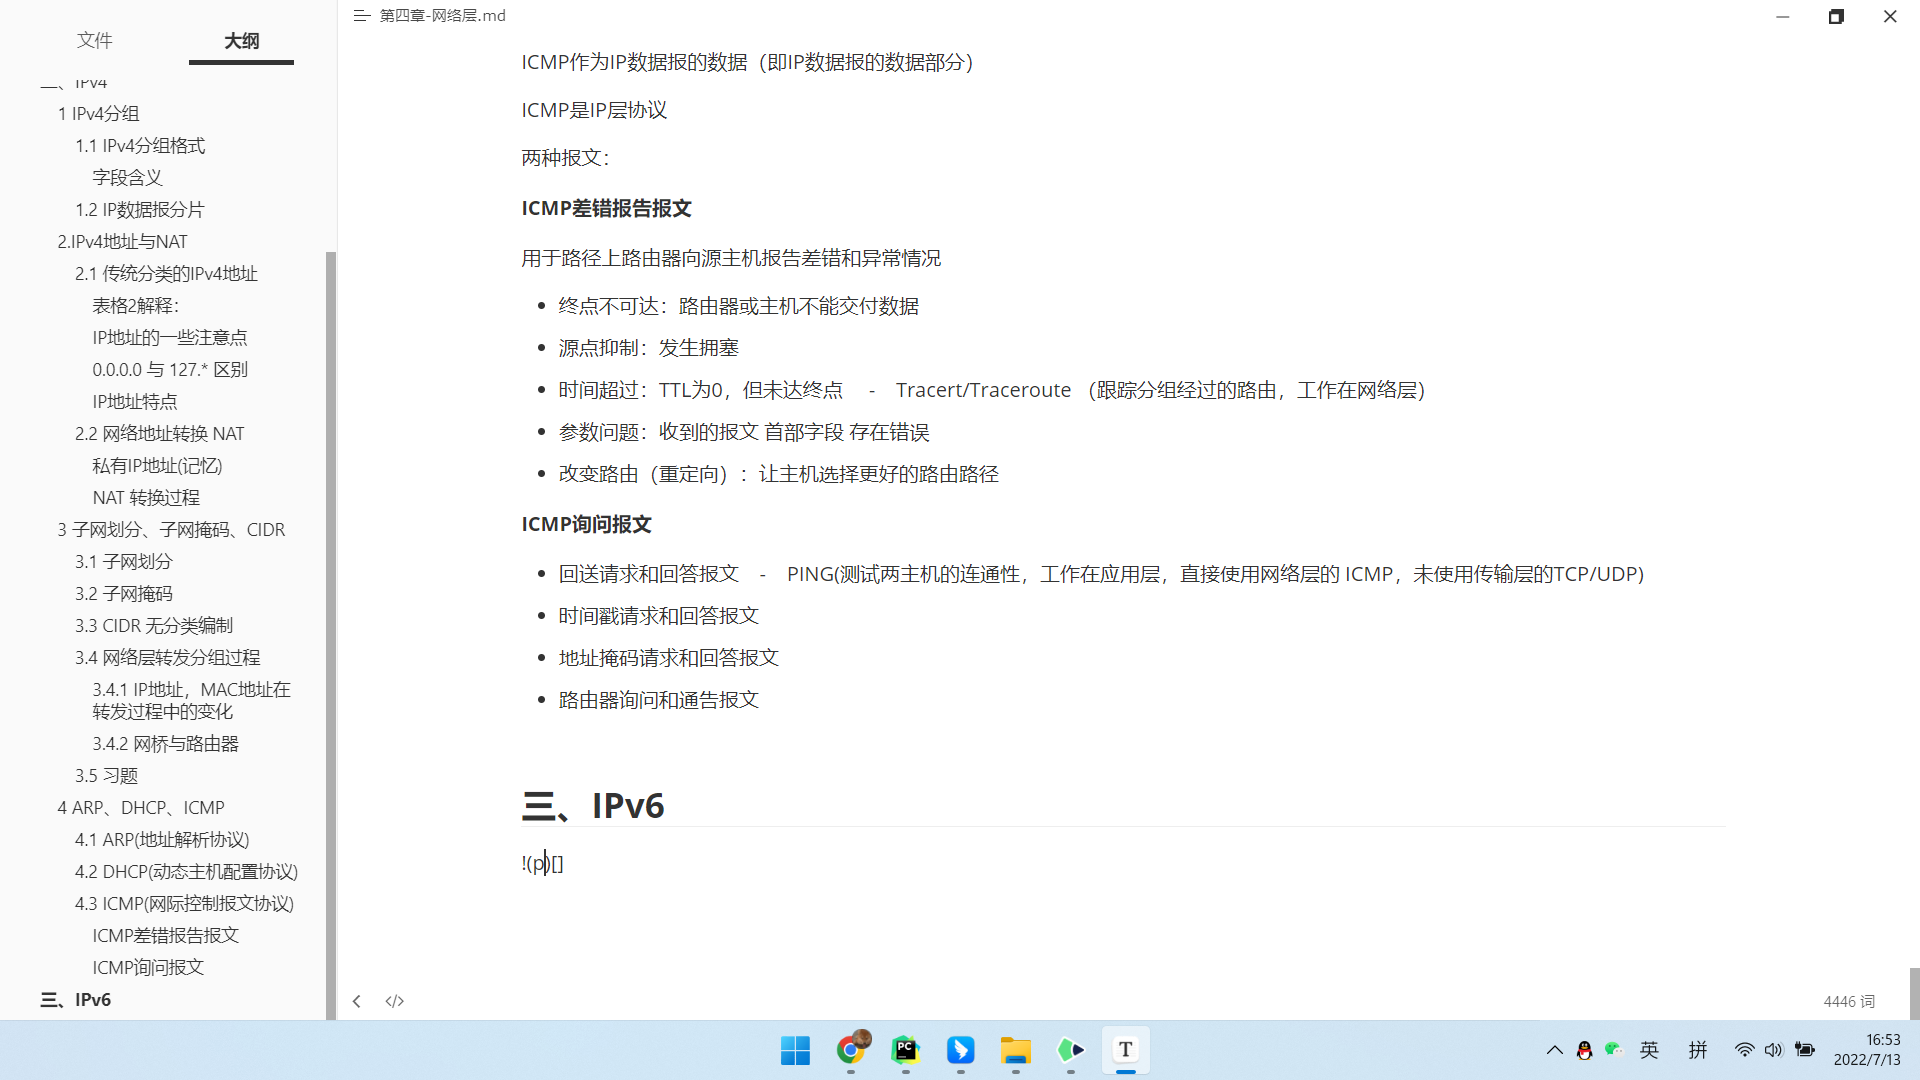 文件
大纲
二、IPv4
1 IPv4分组
1.1 IPv4分组格式
字段含义
1.2 IP数据报分片
2.IPv4地址与NAT
2.1 传统分类的IPv4地址
表格2解释：
IP地址的一些注意点
0.0.0.0 与 127.* 区别
IP地址特点
2.2 网络地址转换 NAT
私有IP地址(记忆)
NAT 转换过程
3 子网划分、子网掩码、CIDR
3.1 子网划分
3.2 子网掩码
3.3 CIDR 无分类编制
3.4 网络层转发分组过程
3.4.1 IP地址，MAC地址在
转发过程中的变化
3.4.2 网桥与路由器
3.5 习题
4 ARP、DHCP、ICMP
4.1 ARP(地址解析协议)
4.2 DHCP(动态主机配置协议)
4.3 ICMP(网际控制报文协议)
ICMP差错报告报文
ICMP询问报文
三、IPv6
第四章-网络层.md
ICMP作为IP数据报的数据（即IP数据报的数据部分）
ICMP是IP层协议
两种报文：
ICMP差错报告报文
用于路径上路由器向源主机报告差错和异常情况
终点不可达：路由器或主机不能交付数据
源点抑制：发生拥塞
时间超过：TTL为0，但未达终点 - Tracert/Traceroute （跟踪分组经过的路由，工作在网络层）
参数问题：收到的报文 首部字段 存在错误
改变路由（重定向）：让主机选择更好的路由路径
ICMP询问报文
回送请求和回答报文 - PING(测试两主机的连通性，工作在应用层，直接使用网络层的 ICMP，未使用传输层的TCP/UDP)
时间戳请求和回答报文
地址掩码请求和回答报文
路由器询问和通告报文
三、IPv6
!(p)[]
</>
4446 词
PC
T
英
拼
16:53
2022/7/13